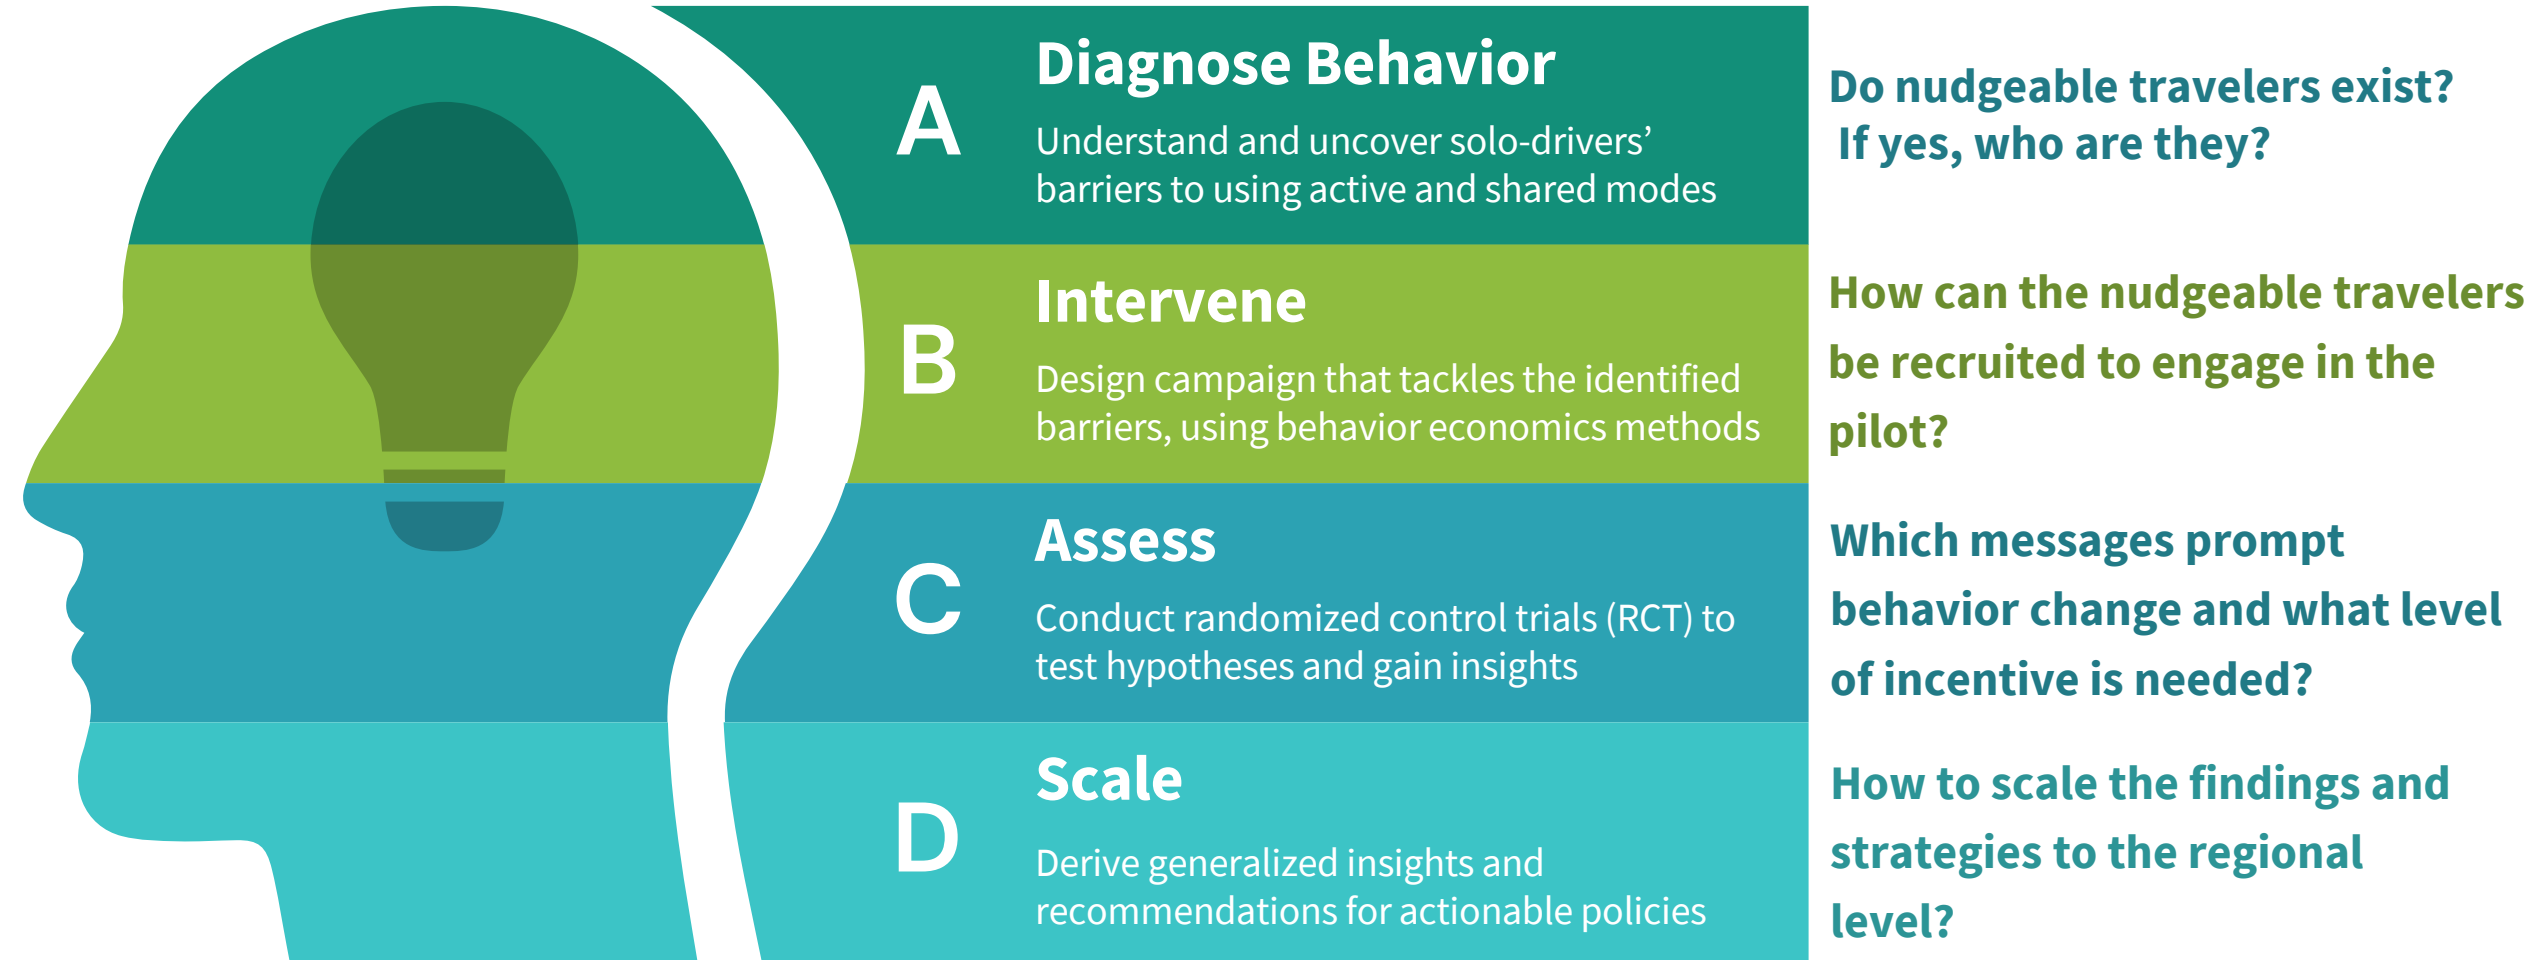 A
Diagnose Behavior
Understand and uncover solo-drivers’
barriers to using active and shared modes
Do nudgeable travelers exist?
If yes, who are they?
B
Intervene
Design campaign that tackles the identified
barriers, using behavior economics methods
How can the nudgeable travelers
be recruited to engage in the
pilot?
C
Assess
Conduct randomized control trials (RCT) to
test hypotheses and gain insights
Which messages prompt
behavior change and what level
of incentive is needed?
D
Scale
Derive generalized insights and
recommendations for actionable policies
How to scale the findings and
strategies to the regional
level?